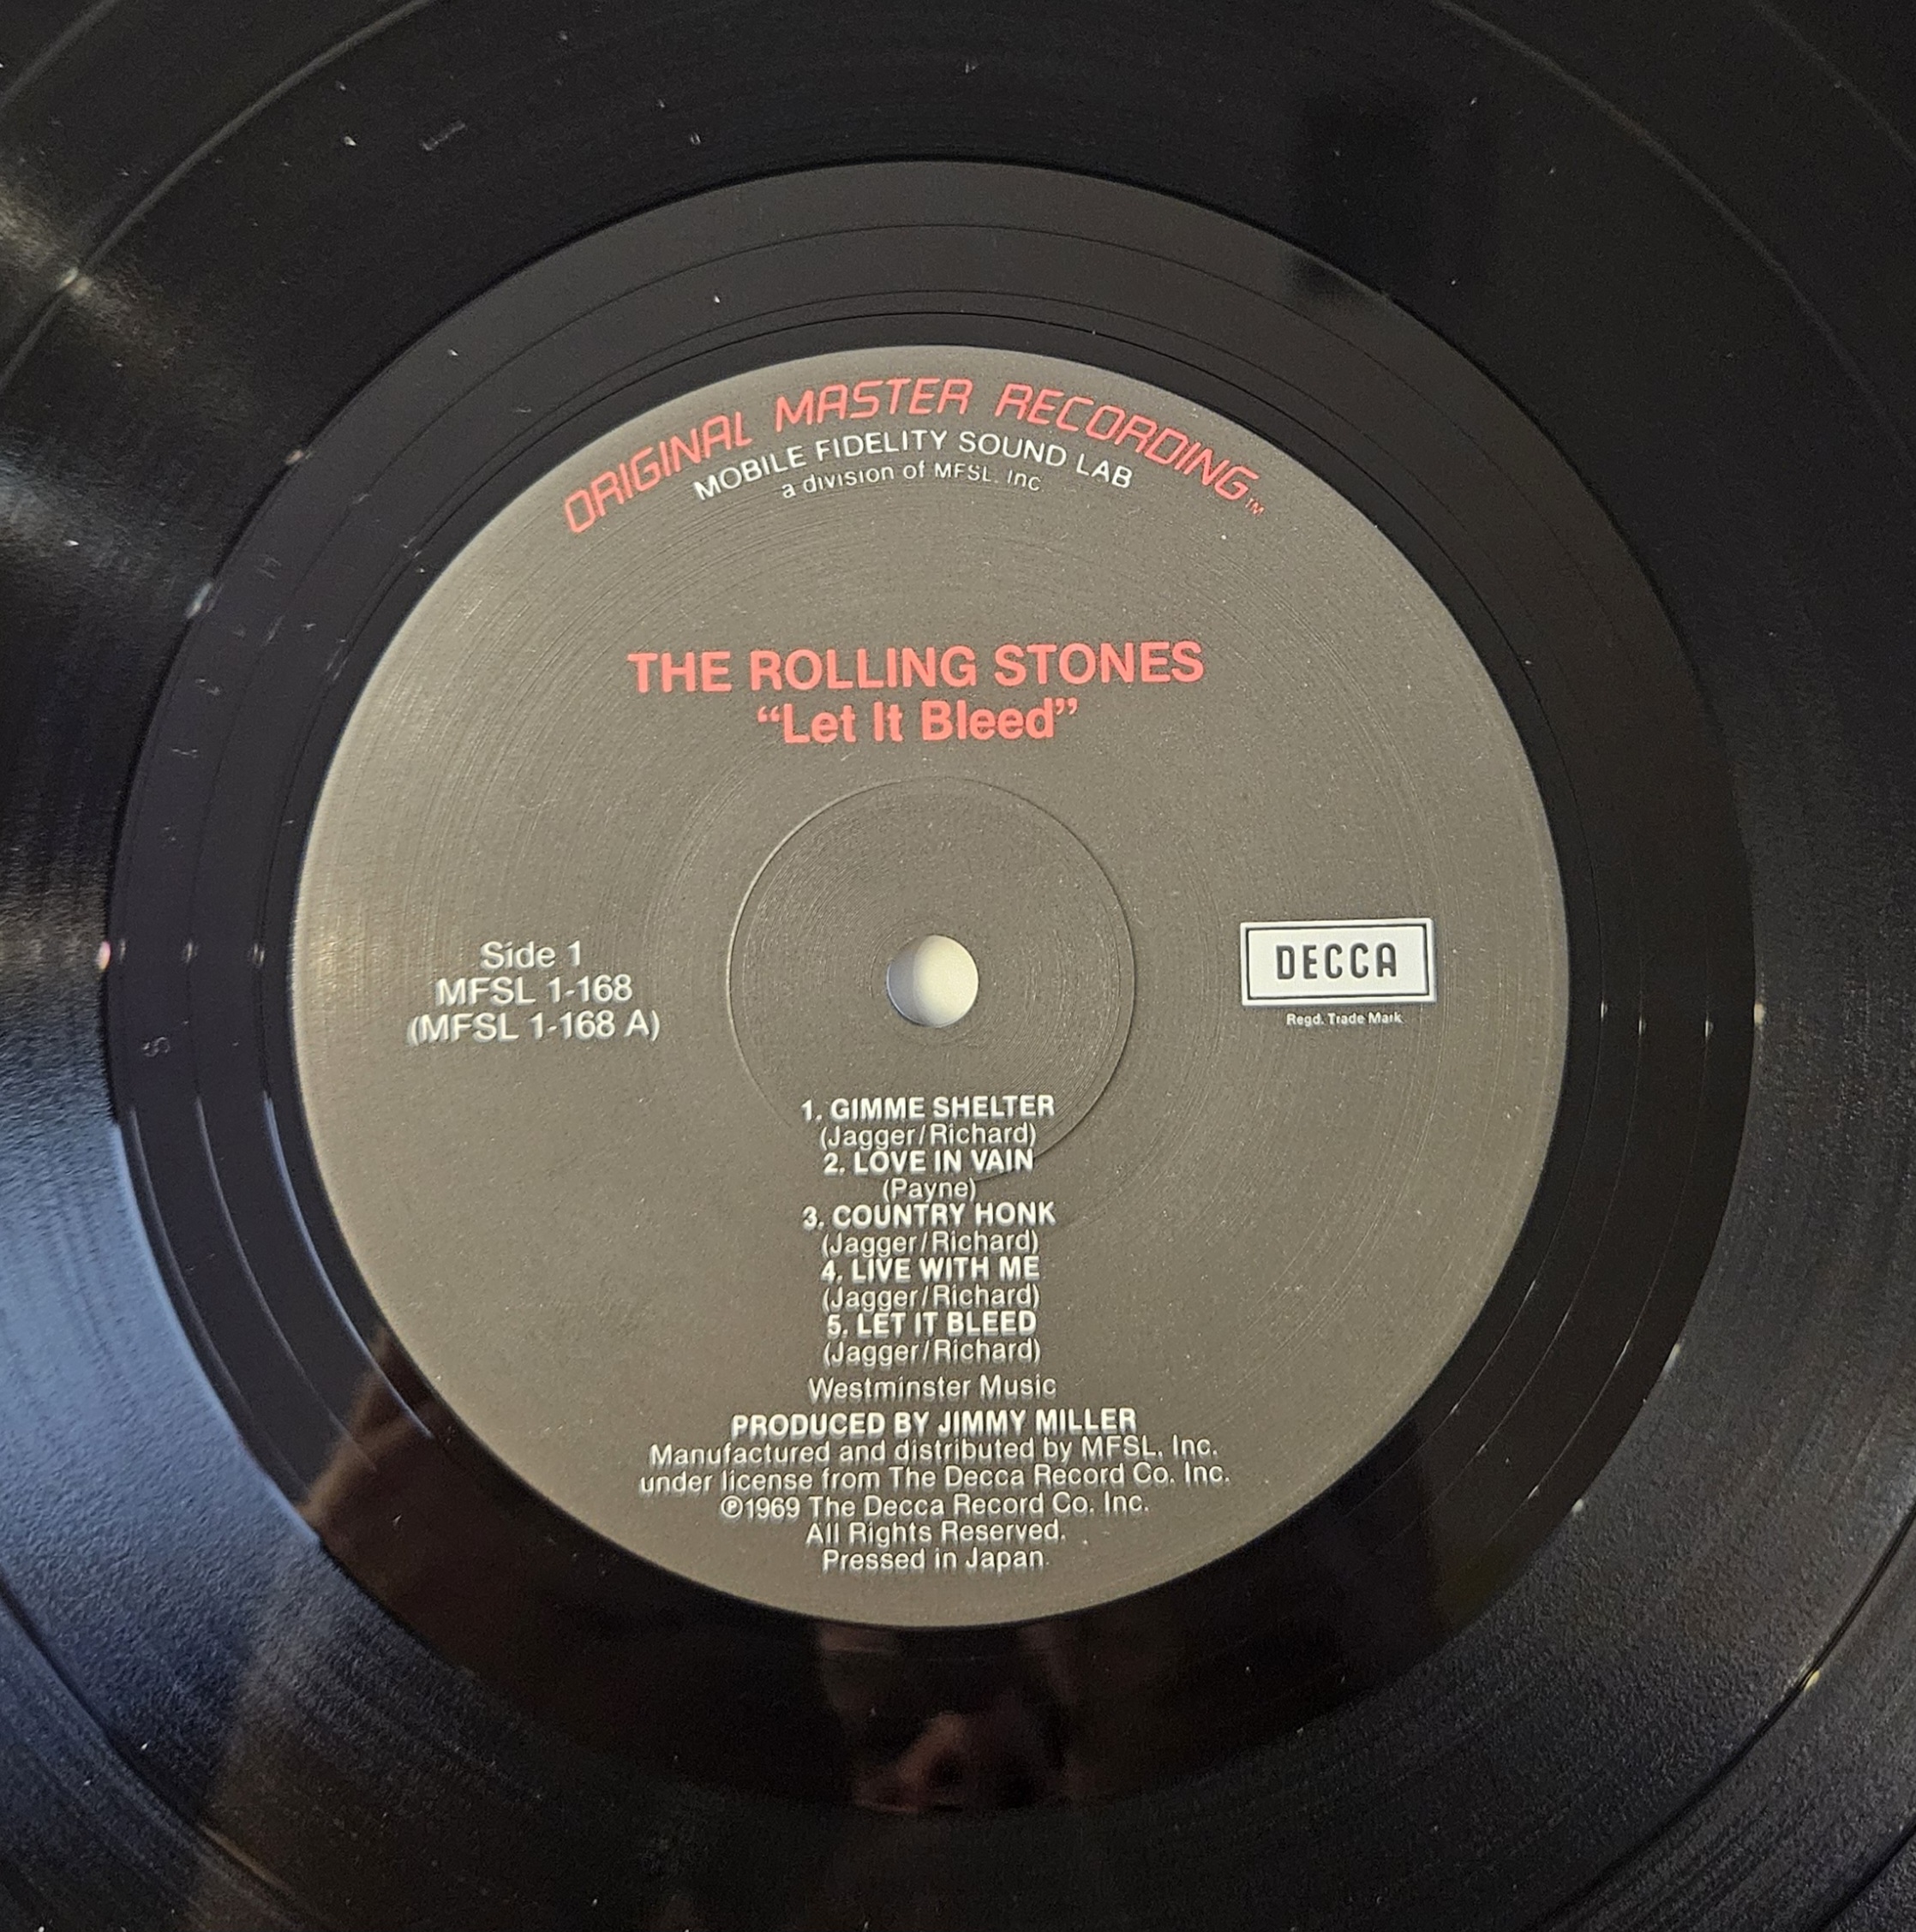 ORIGINAL MASTER RECORDING™
MOBILE FIDELITY SOUND LAB
a division of MFSL. Inc
THE ROLLING STONES
“Let It Bleed”
Side 1
MFSL 1-168
(MFSL 1-168 A)
DECCA
Regd. Trade Mark
1. GIMME SHELTER
(Jagger/Richard)
2. LOVE IN VAIN
(Payne)
3. COUNTRY HONK
(Jagger/Richard)
4. LIVE WITH ME
(Jagger/Richard)
5. LET IT BLEED
(Jagger/Richard)
Westminster Music
PRODUCED BY JIMMY MILLER
Manufactured and distributed by MFSL, Inc.
under license from The Decca Record Co. Inc.
℗1969 The Decca Record Co. Inc.
All Rights Reserved.
Pressed in Japan